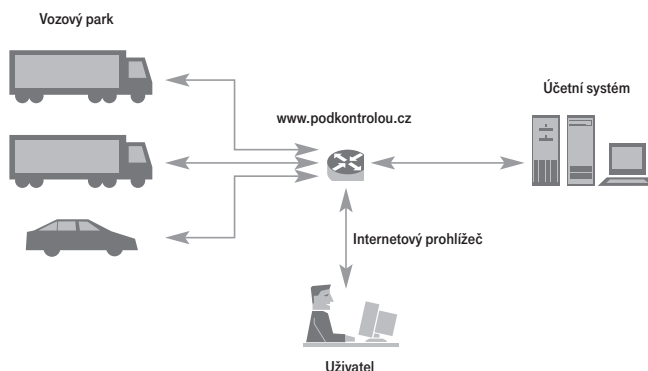 Vozový park
Účetní systém
www.podkontrolou.cz
Internetový prohlížeč
Uživatel